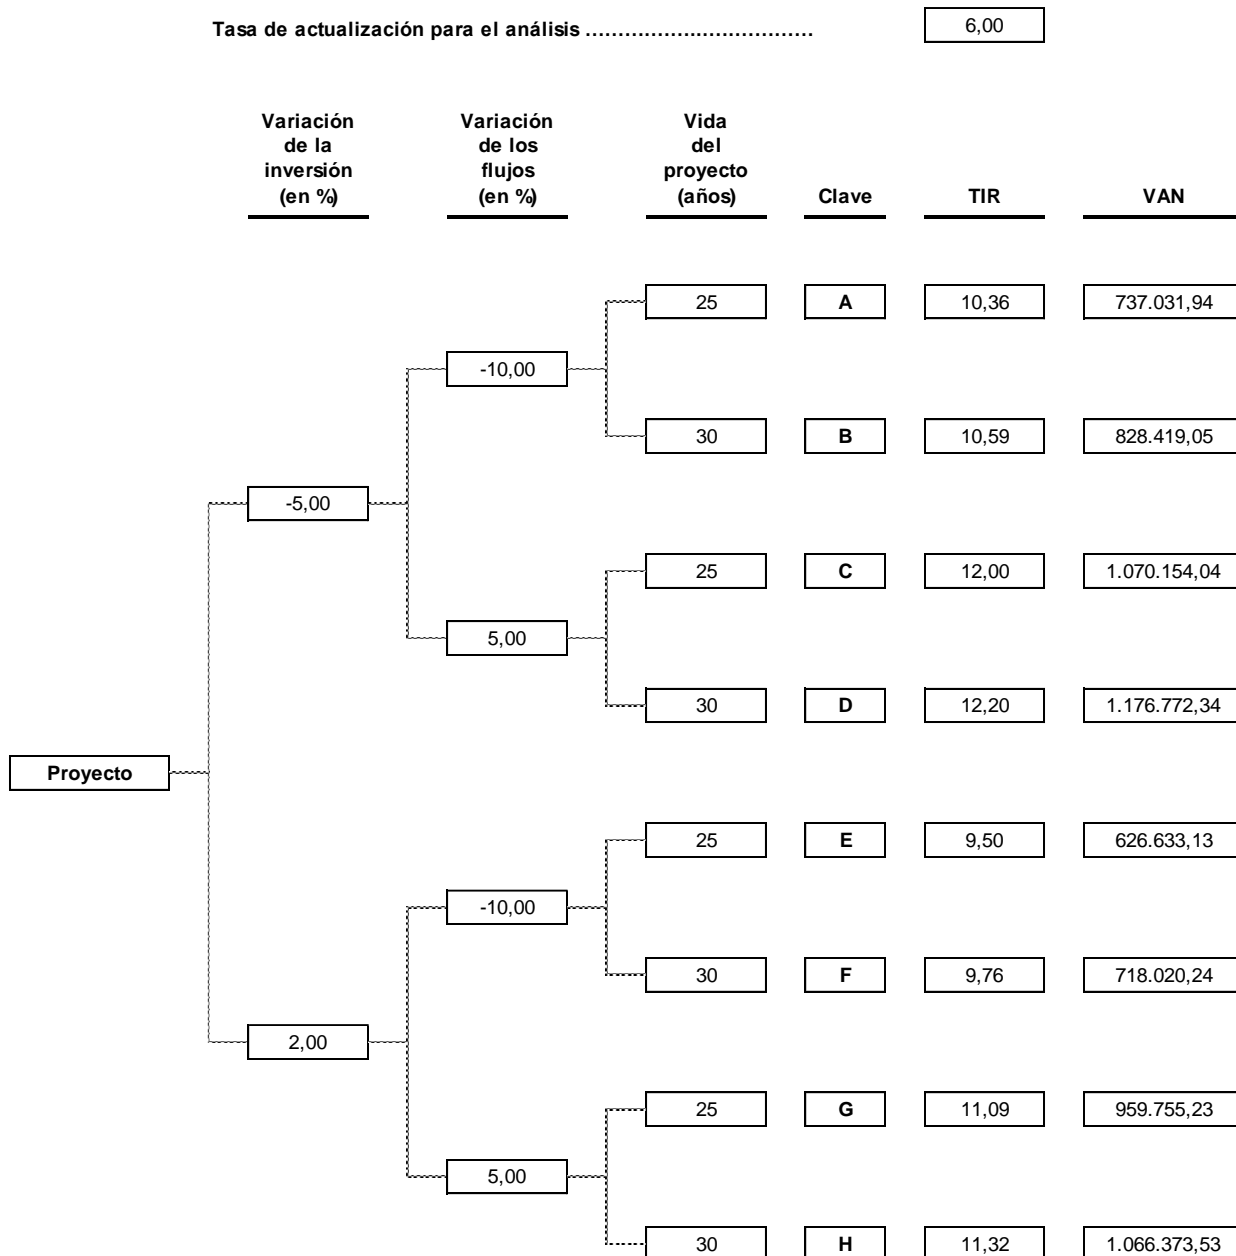 Tasa de actualización para el análisis ................................... 6,00
Variación de la inversión (en %)
Variación de los flujos (en %)
Vida del proyecto (años)
Clave
TIR
VAN
25 A 10,36 737.031,94
-10,00
30 B 10,59 828.419,05
-5,00
25 C 12,00 1.070.154,04
5,00
30 D 12,20 1.176.772,34
Proyecto
25 E 9,50 626.633,13
-10,00
30 F 9,76 718.020,24
2,00
25 G 11,09 959.755,23
5,00
30 H 11,32 1.066.373,53